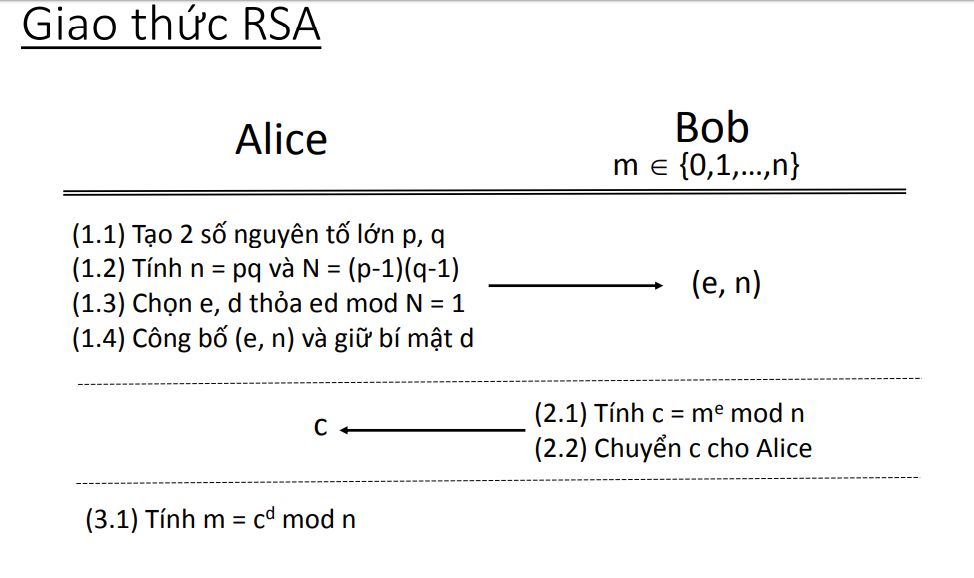 Giao thức RSA
Alice
Bob
m ∈ {0,1,...,n}
(1.1) Tạo 2 số nguyên tố lớn p, q
(1.2) Tính n = pq và N = (p-1)(q-1)
(1.3) Chọn e, d thỏa ed mod N = 1
(1.4) Công bố (e, n) và giữ bí mật d
(e, n)
c
(2.1) Tính c = mᵉ mod n
(2.2) Chuyển c cho Alice
(3.1) Tính m = cᵈ mod n